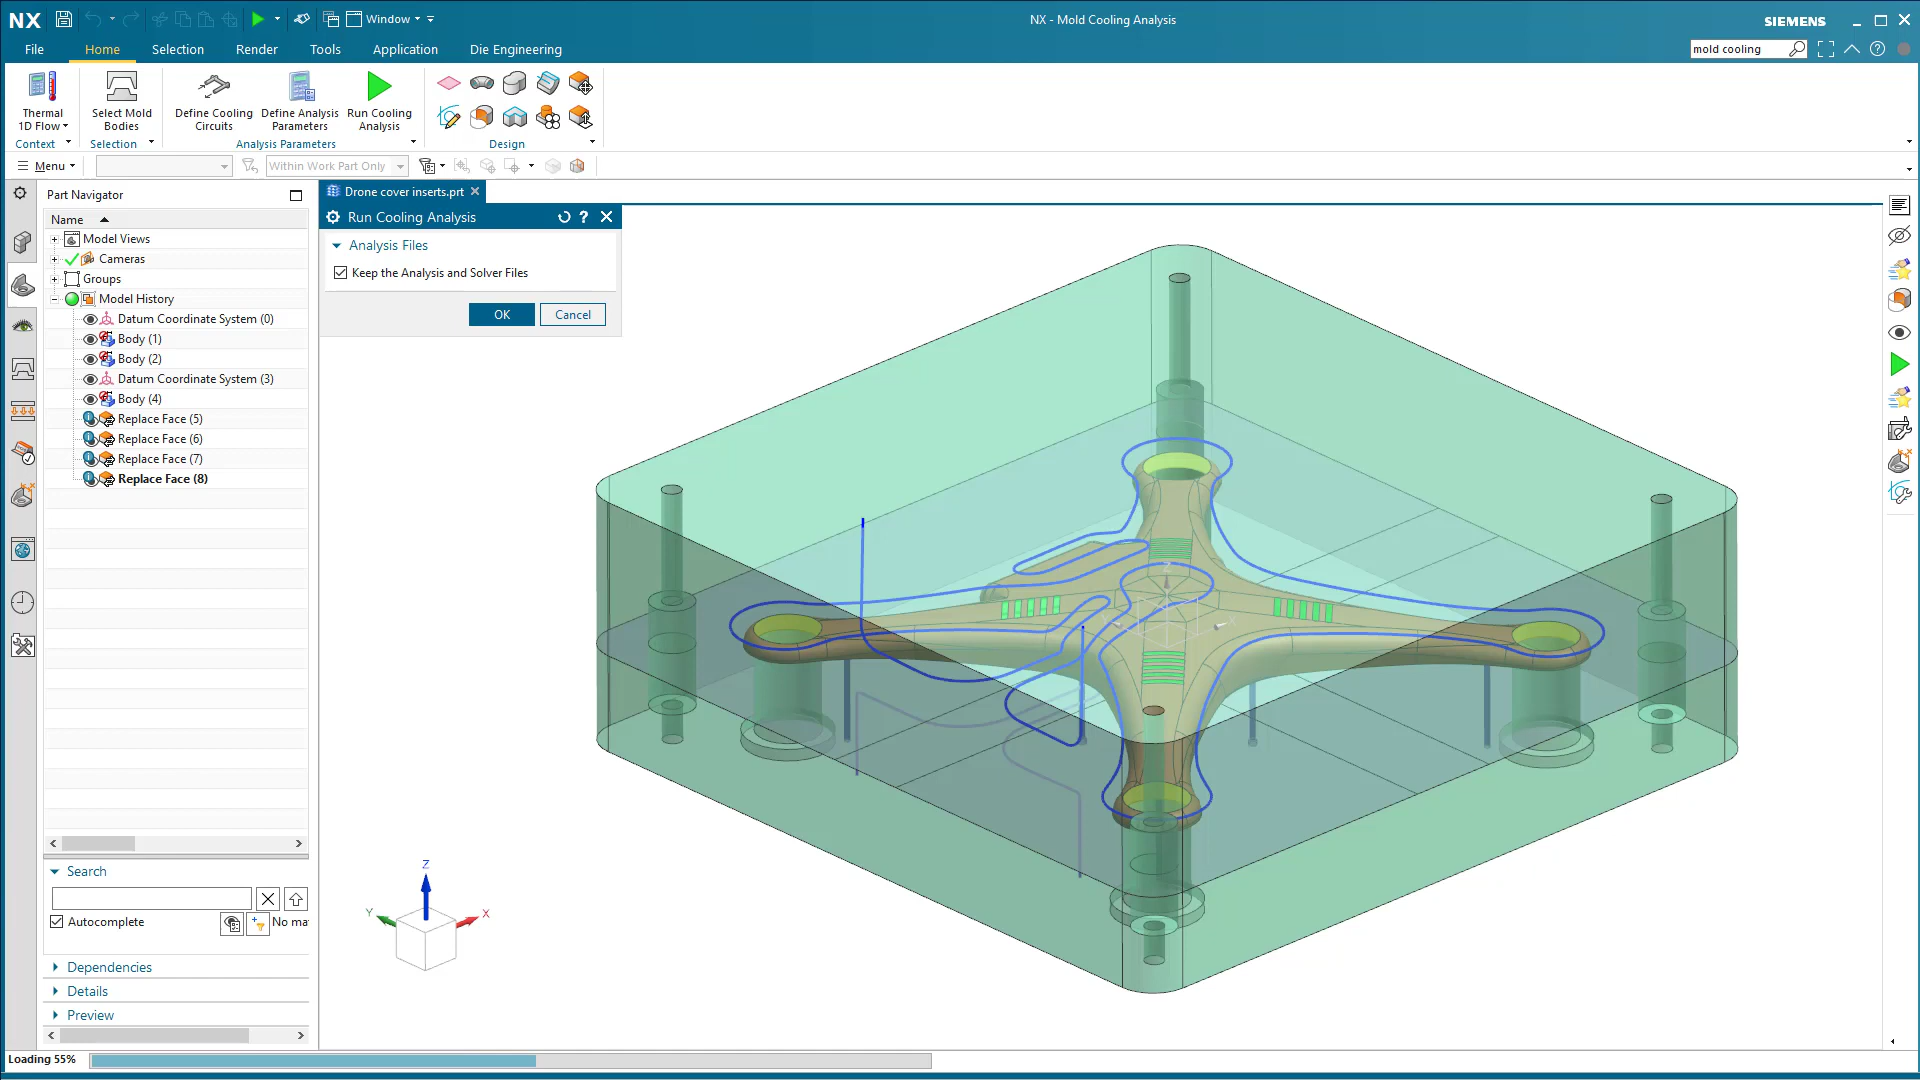 NX
Window
NX - Mold Cooling Analysis
SIEMENS
File
Home
Selection
Render
Tools
Application
Die Engineering
mold cooling
Thermal
1D Flow
Select Mold
Bodies
Define Cooling
Circuits
Define Analysis
Parameters
Run Cooling
Analysis
Context
Selection
Analysis Parameters
Design
Menu
Within Work Part Only
Part Navigator
Drone cover inserts.prt
Run Cooling Analysis
Name
Analysis Files
Model Views
Cameras
Keep the Analysis and Solver Files
Groups
Model History
OK
Cancel
Datum Coordinate System (0)
Body (1)
Body (2)
Datum Coordinate System (3)
Body (4)
Replace Face (5)
Replace Face (6)
Replace Face (7)
Replace Face (8)
Z
Z
Y
X
Search
Autocomplete
No ma
Dependencies
Details
Preview
Loading 55%